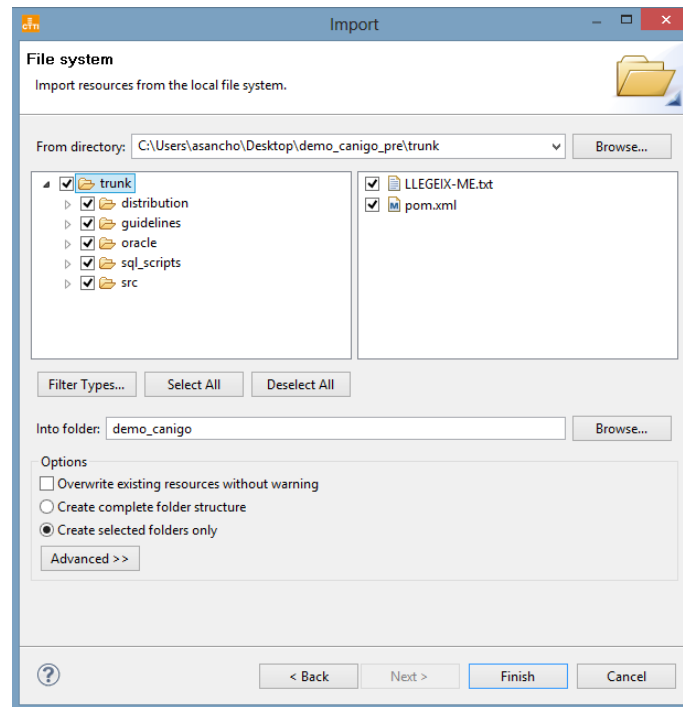 CTTI
Import
File system
Import resources from the local file system.
From directory: C:\Users\asancho\Desktop\demo_canigo_pre\trunk Browse...
trunk
distribution
guidelines
oracle
sql_scripts
src
LLEGEIX-ME.txt
pom.xml
Filter Types... Select All Deselect All
Into folder: demo_canigo Browse...
Options
Overwrite existing resources without warning
Create complete folder structure
Create selected folders only
Advanced >>
? < Back Next > Finish Cancel